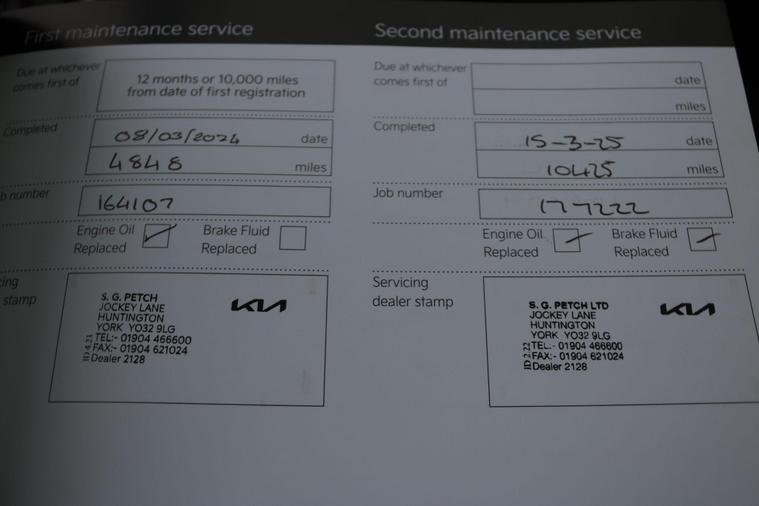 First maintenance service
Due at whichever
comes first of
12 months or 10,000 miles
from date of first registration
Completed
08/03/2024 date
4848 miles
b number
164107
Engine Oil
Replaced
Brake Fluid
Replaced
cing
stamp
S. G. PETCH
JOCKEY LANE
HUNTINGTON
YORK YO32 9LG
TEL:- 01904 466600
FAX:- 01904 621024
Dealer 2128
KIA
Second maintenance service
Due at whichever
comes first of
date
miles
Completed
15-3-25 date
10425 miles
Job number
177222
Engine Oil
Replaced
Brake Fluid
Replaced
Servicing
dealer stamp
S. G. PETCH LTD
JOCKEY LANE
HUNTINGTON
YORK YO32 9LG
TEL.- 01904 466600
FAX:- 01904 621024
Dealer 2128
KIA